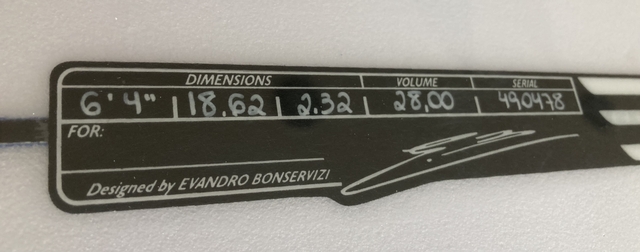 DIMENSIONS VOLUME SERIAL
6'4" 18.62 2.32 28,00 490478
FOR:
Designed by EVANDRO BONSERVIZI